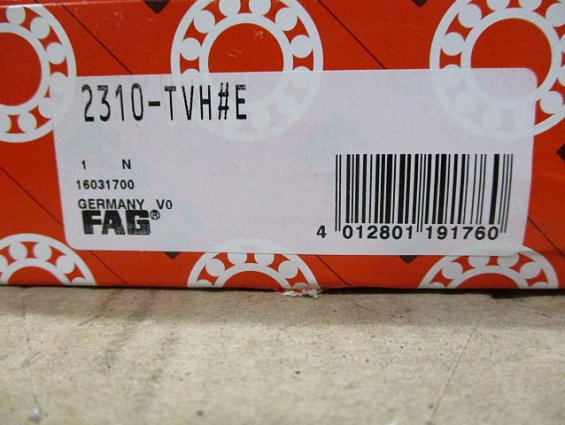 2310-TVH#E
1 N
16031700
GERMANY V0
FAG®
4 012801 191760